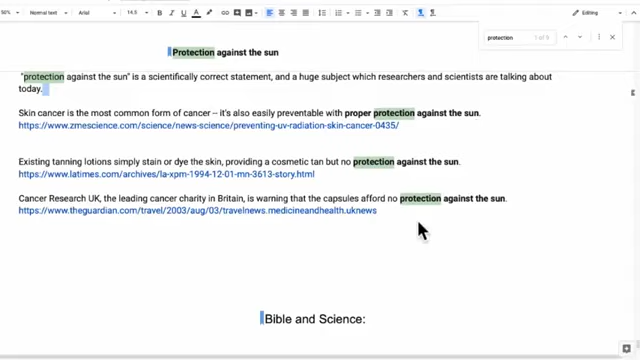 50% Normal text Arial 14.5 B I U A Editing
protection 1 of 9
Protection against the sun
"protection against the sun" is a scientifically correct statement, and a huge subject which researchers and scientists are talking about
today.
Skin cancer is the most common form of cancer – it's also easily preventable with proper protection against the sun.
https://www.zmescience.com/science/news-science/preventing-uv-radiation-skin-cancer-0435/
Existing tanning lotions simply stain or dye the skin, providing a cosmetic tan but no protection against the sun.
https://www.latimes.com/archives/la-xpm-1994-12-01-mn-3613-story.html
Cancer Research UK, the leading cancer charity in Britain, is warning that the capsules afford no protection against the sun.
https://www.theguardian.com/travel/2003/aug/03/travelnews.medicineandhealth.uknews
Bible and Science: